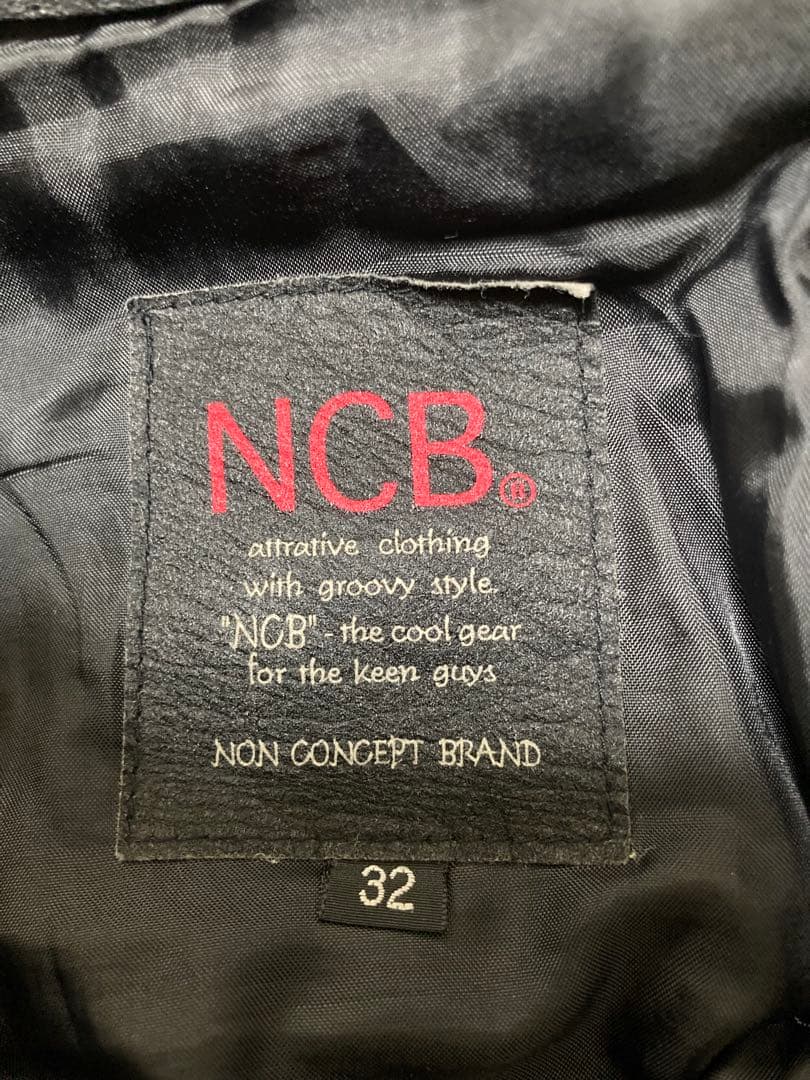 NCB®
attrative clothing
with groovy style.
"NCB" - the cool gear
for the keen guys
NON CONCEPT BRAND
32